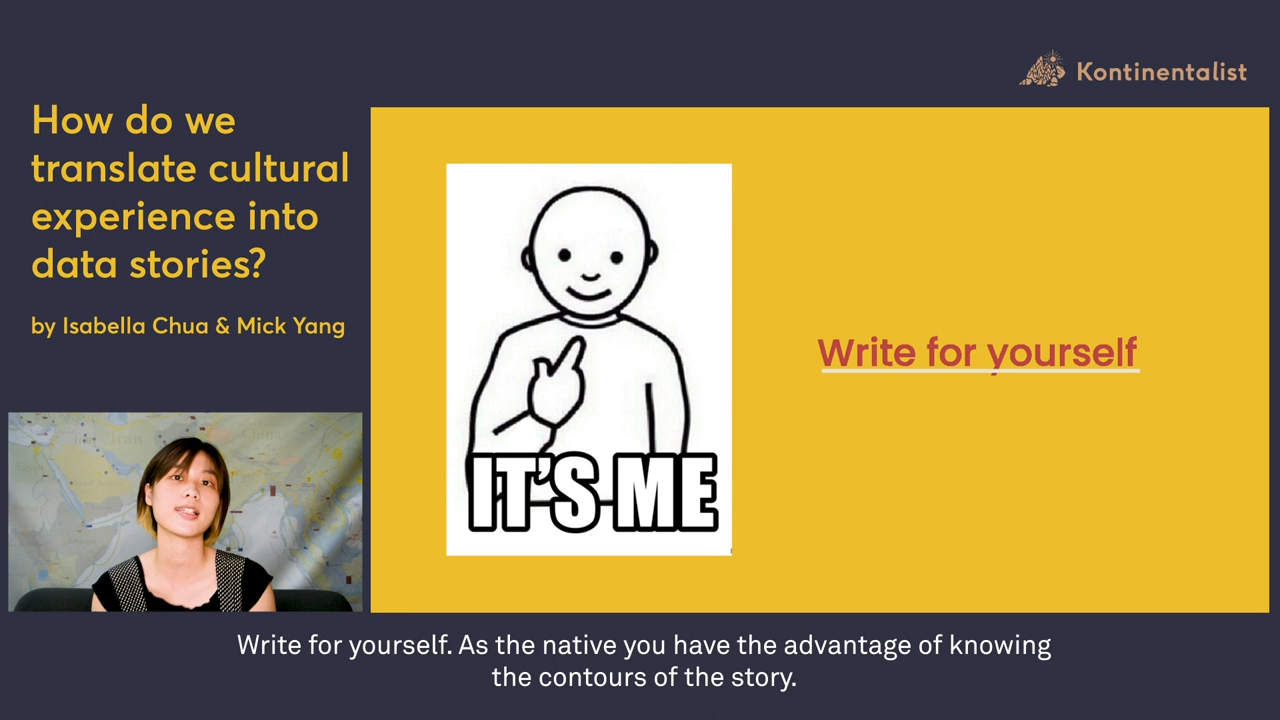 Kontinentalist
How do we
translate cultural
experience into
data stories?
by Isabella Chua & Mick Yang
IT'S ME
Write for yourself
Write for yourself. As the native you have the advantage of knowing
the contours of the story.